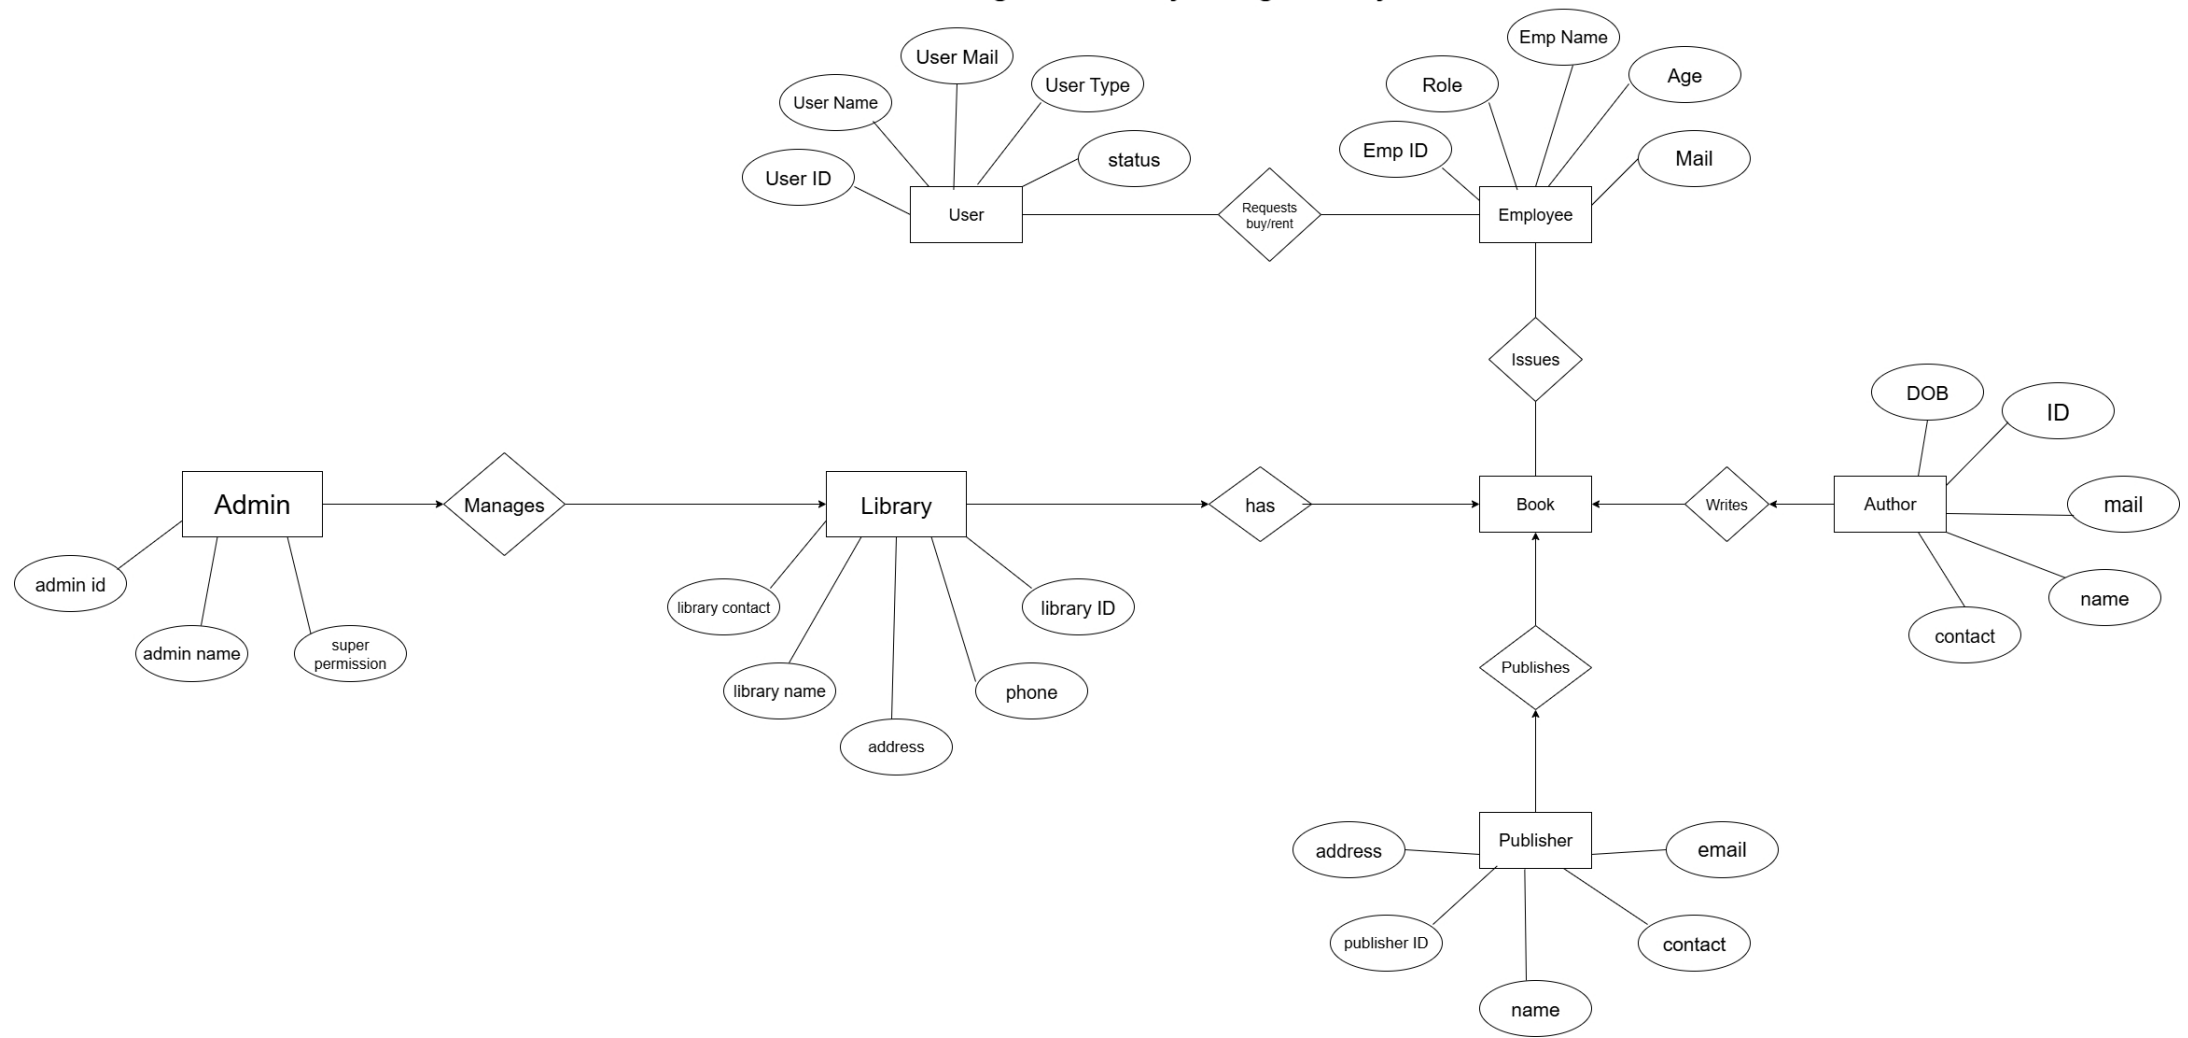 Emp Name
User Mail
Age
User Type
Role
User Name
Emp ID
Mail
status
User ID
User
Requests
buy/rent
Employee
Issues
DOB
ID
Admin
Manages
Library
has
Book
Writes
Author
mail
admin id
library contact
library ID
name
contact
admin name
super
permission
library name
phone
Publishes
address
address
Publisher
email
publisher ID
contact
name